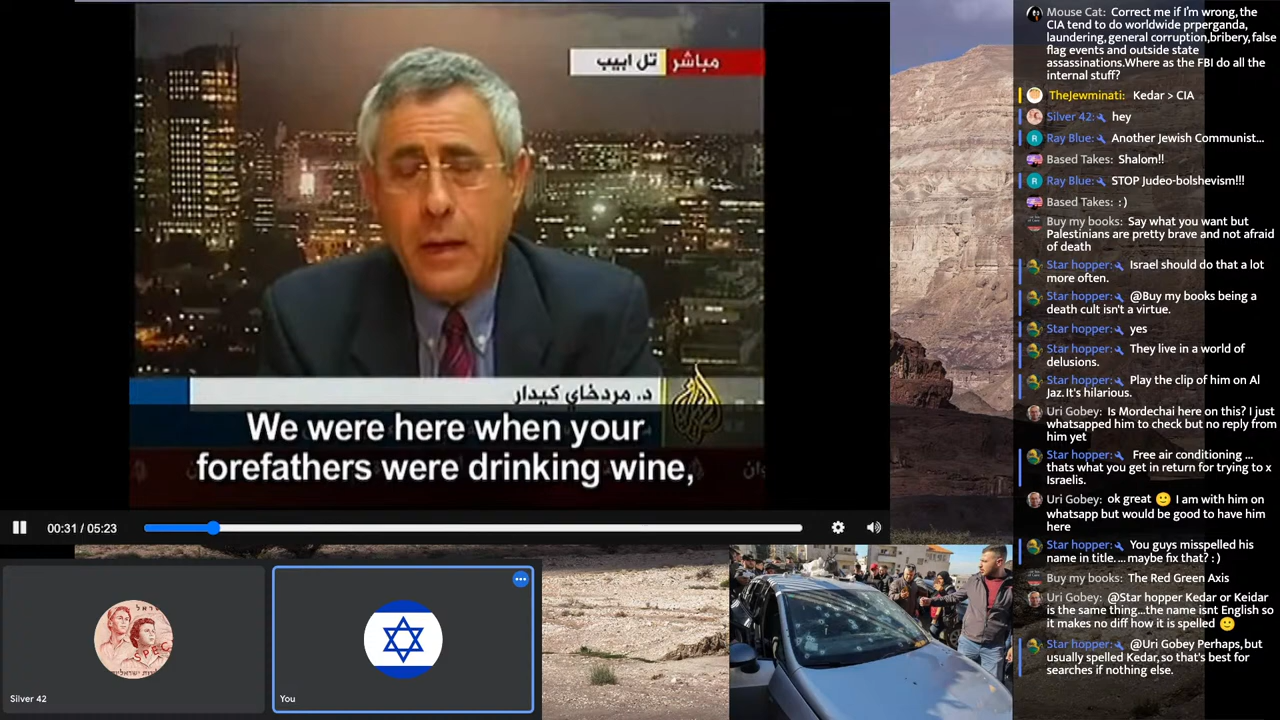 تل ابيب
مباشر
د. مردخاي كيدار
We were here when your
forefathers were drinking wine,
00:31 / 05:23
Silver 42
You
SPEC
Mouse Cat: Correct me if I'm wrong, the
CIA tend to do worldwide prperganda,
laundering, general corruption,bribery, false
flag events and outside state
assassinations.Where as the FBI do all the
internal stuff?
TheJewminati: Kedar > CIA
Silver 42: hey
Ray Blue: Another Jewish Communist...
Based Takes: Shalom!!
Ray Blue: STOP Judeo-bolshevism!!!
Based Takes: :)
Buy my books: Say what you want but
Palestinians are pretty brave and not afraid
of death
Star hopper: Israel should do that a lot
more often.
Star hopper: @Buy my books being a
death cult isn't a virtue.
Star hopper: yes
Star hopper: They live in a world of
delusions.
Star hopper: Play the clip of him on Al
Jaz. It's hilarious.
Uri Gobey: Is Mordechai here on this? I just
whatsapped him to check but no reply from
him yet
Star hopper: Free air conditioning ...
thats what you get in return for trying to x
Israelis.
Uri Gobey: ok great 🙂 I am with him on
whatsapp but would be good to have him
here
Star hopper: You guys misspelled his
name in title. ... maybe fix that? : )
Buy my books: The Red Green Axis
Uri Gobey: @Star hopper Kedar or Keidar
is the same thing...the name isnt English so
it makes no diff how it is spelled 🙂
Star hopper: @Uri Gobey Perhaps, but
usually spelled Kedar, so that's best for
searches if nothing else.